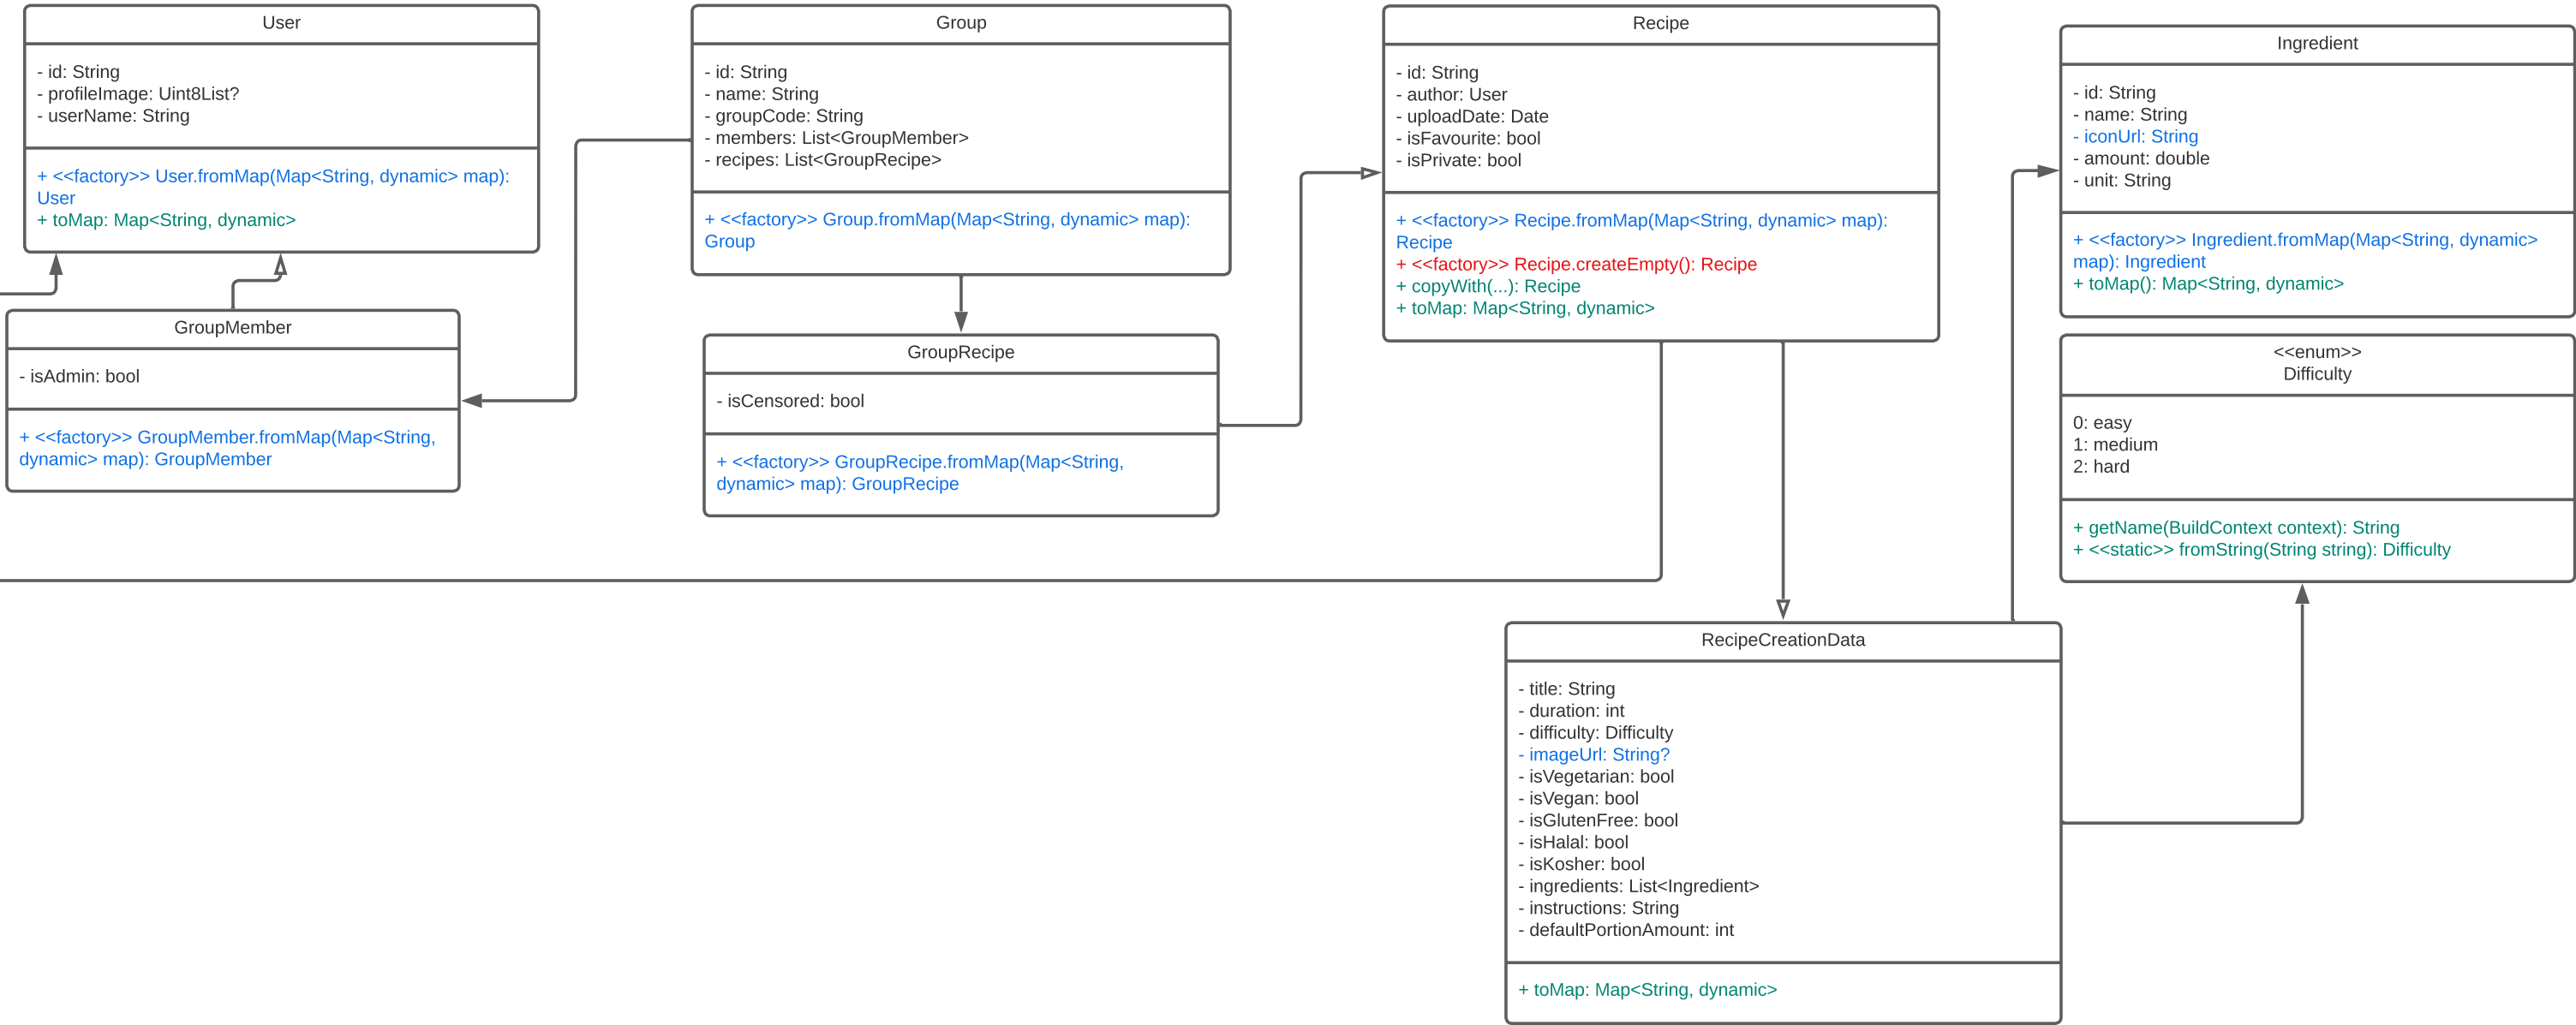 User
- id: String
- profileImage: Uint8List?
- userName: String
+ <<factory>> User.fromMap(Map<String, dynamic> map):
User
+ toMap: Map<String, dynamic>
GroupMember
- isAdmin: bool
+ <<factory>> GroupMember.fromMap(Map<String,
dynamic> map): GroupMember
Group
- id: String
- name: String
- groupCode: String
- members: List<GroupMember>
- recipes: List<GroupRecipe>
+ <<factory>> Group.fromMap(Map<String, dynamic> map):
Group
GroupRecipe
- isCensored: bool
+ <<factory>> GroupRecipe.fromMap(Map<String,
dynamic> map): GroupRecipe
Recipe
- id: String
- author: User
- uploadDate: Date
- isFavourite: bool
- isPrivate: bool
+ <<factory>> Recipe.fromMap(Map<String, dynamic> map):
Recipe
+ <<factory>> Recipe.createEmpty(): Recipe
+ copyWith(...): Recipe
+ toMap: Map<String, dynamic>
Ingredient
- id: String
- name: String
- iconUrl: String
- amount: double
- unit: String
+ <<factory>> Ingredient.fromMap(Map<String, dynamic>
map): Ingredient
+ toMap(): Map<String, dynamic>
<<enum>>
Difficulty
0: easy
1: medium
2: hard
+ getName(BuildContext context): String
+ <<static>> fromString(String string): Difficulty
RecipeCreationData
- title: String
- duration: int
- difficulty: Difficulty
- imageUrl: String?
- isVegetarian: bool
- isVegan: bool
- isGlutenFree: bool
- isHalal: bool
- isKosher: bool
- ingredients: List<Ingredient>
- instructions: String
- defaultPortionAmount: int
+ toMap: Map<String, dynamic>